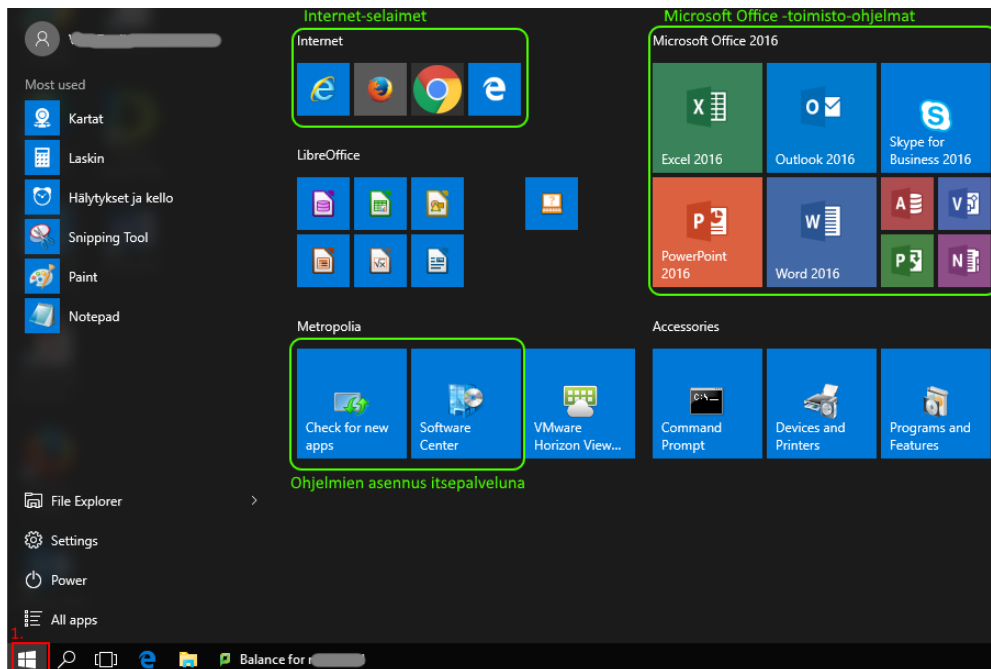 Internet-selaimet
Microsoft Office -toimisto-ohjelmat
Internet
Microsoft Office 2016
Most used
Kartat
Laskin
Hälytykset ja kello
Snipping Tool
Paint
Notepad
Excel 2016
Outlook 2016
Skype for
Business 2016
LibreOffice
PowerPoint
2016
Word 2016
Metropolia
Accessories
Check for new
apps
Software
Center
VMware
Horizon View...
Command
Prompt
Devices and
Printers
Programs and
Features
Ohjelmien asennus itsepalveluna
File Explorer
Settings
Power
All apps
1.
Balance for